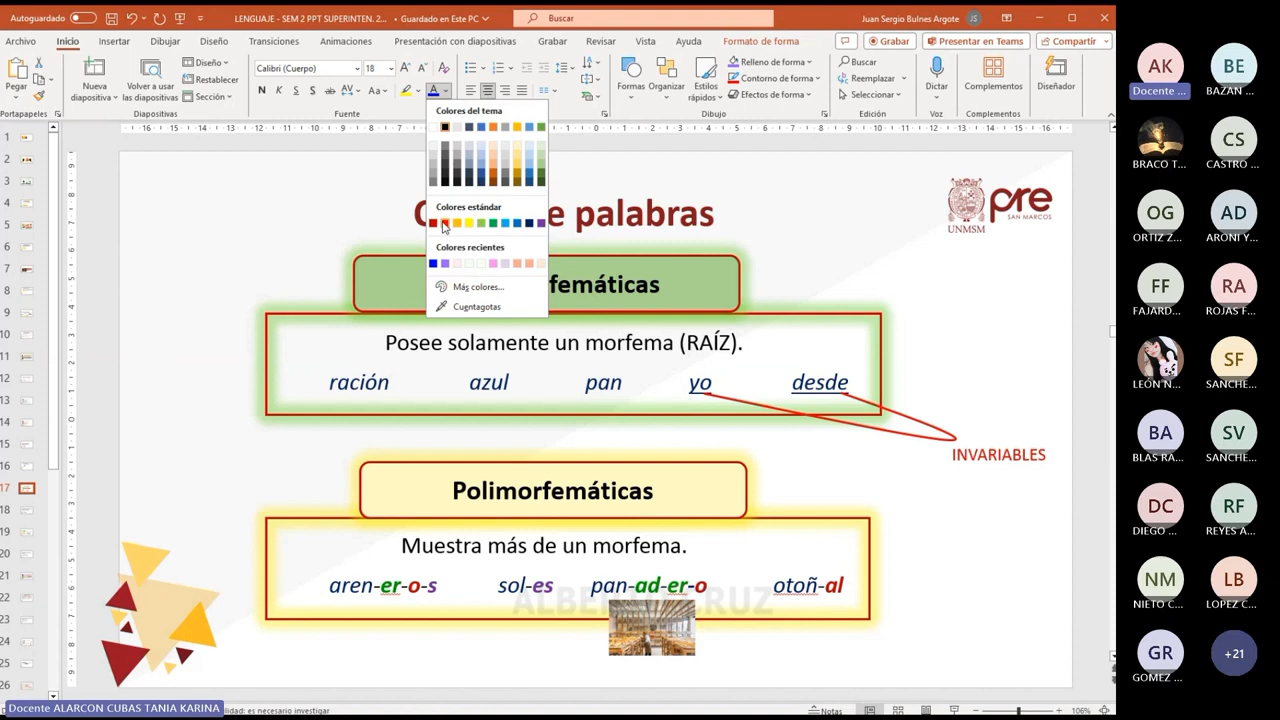 Autoguardado
LENGUAJE - SEM 2 PPT SUPERINTEN. 2... • Guardado en Este PC
Buscar
Juan Sergio Bulnes Argote
JS
Archivo Inicio Insertar Dibujar Diseño Transiciones Animaciones Presentación con diapositivas Grabar Revisar Vista Ayuda Formato de forma
Grabar
Presentar en Teams
Compartir
Pegar
Nueva diapositiva
Volver a usar las diapositivas
Diseño
Restablecer
Sección
Calibri (Cuerpo)
18
N K S
Aa
Formas
Organizar
Estilos rápidos
Relleno de forma
Contorno de forma
Efectos de forma
Buscar
Reemplazar
Seleccionar
Dictar
Complementos
Diseñador
Portapapeles
Diapositivas
Fuente
Dibujo
Edición
Voz
Complementos
Colores del tema
Colores estándar
Colores recientes
Más colores...
Cuentagotas
e palabras
pre
SAN MARCOS
UNMSM
femáticas
Posee solamente un morfema (RAÍZ).
ración azul pan yo desde
INVARIABLES
Polimorfemáticas
Muestra más de un morfema.
aren-er-o-s sol-es pan-ad-er-o otoñ-al
Docente ALARCON CUBAS TANIA KARINA
ilidad: es necesario investigar
Notas
106%
AK
Docente ...
BE
BAZAN ...
BRACO T...
CS
CASTRO ...
OG
ORTIZ Z...
AD
ARONI Y...
FF
FAJARD...
RA
ROJAS F...
LEÓN N...
SF
SANCHE...
BA
BLAS RA...
SV
SANCHE...
DC
DIEGO ...
RF
REYES A...
NM
NIETO C...
LB
LOPEZ C...
GR
GOMEZ ...
+21